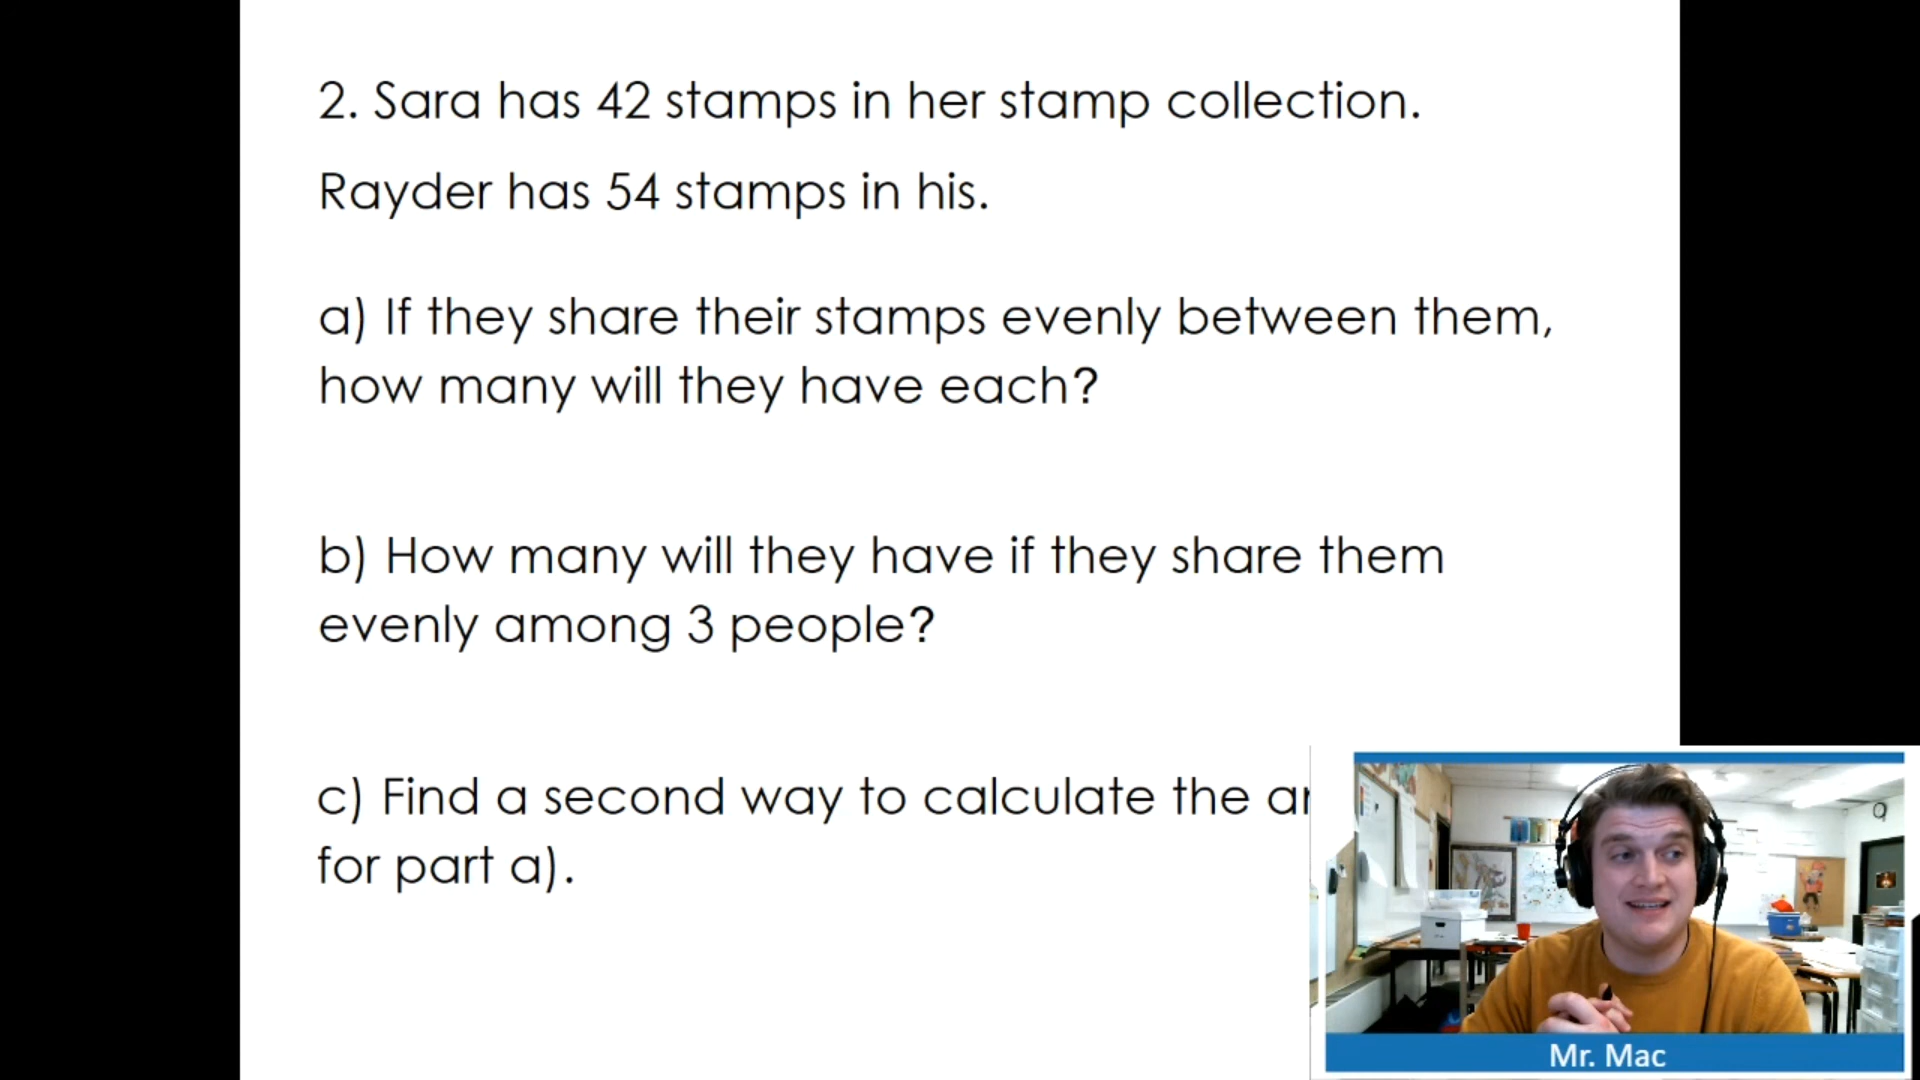 2. Sara has 42 stamps in her stamp collection.
Rayder has 54 stamps in his.
a) If they share their stamps evenly between them,
how many will they have each?
b) How many will they have if they share them
evenly among 3 people?
c) Find a second way to calculate the
for part a).
Mr. Mac